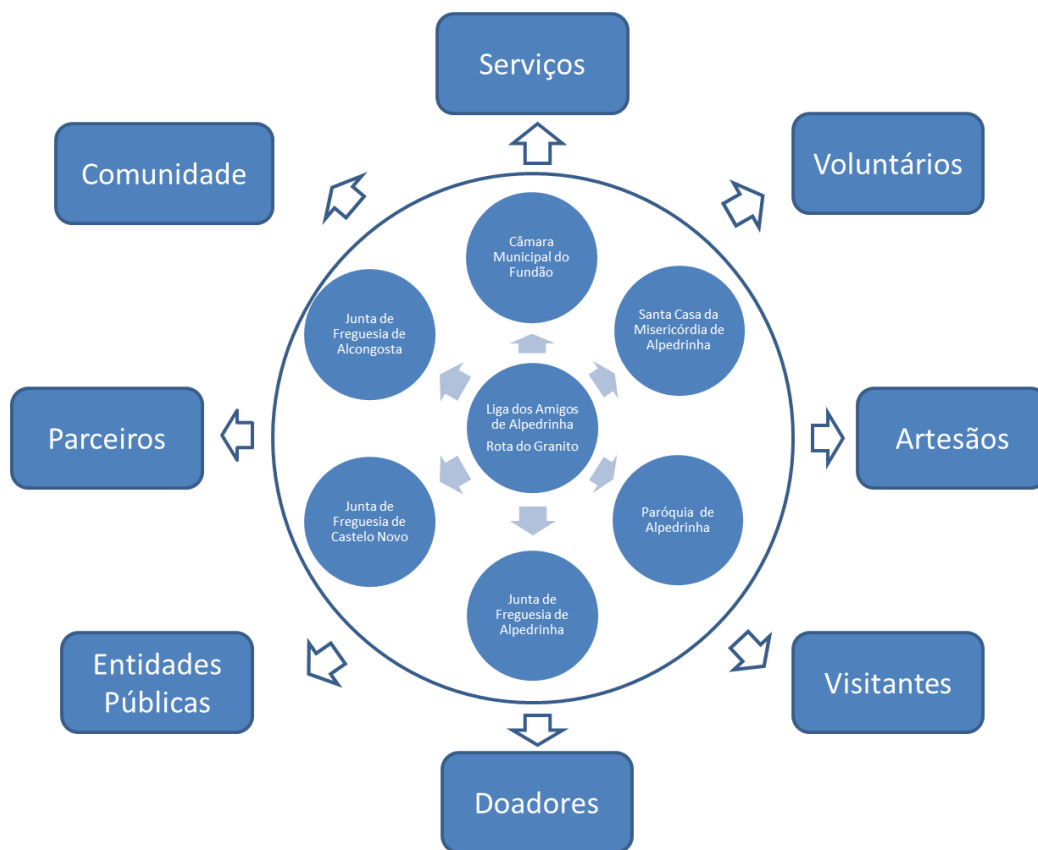 Serviços
Comunidade
Voluntários
Câmara
Municipal do
Fundão
Junta de
Freguesia de
Alcongosta
Santa Casa da
Misericórdia de
Alpedrinha
Liga dos Amigos
de Alpedrinha
Rota do Granito
Parceiros
Artesãos
Junta de
Freguesia de
Castelo Novo
Paróquia de
Alpedrinha
Junta de
Freguesia de
Alpedrinha
Entidades
Públicas
Visitantes
Doadores